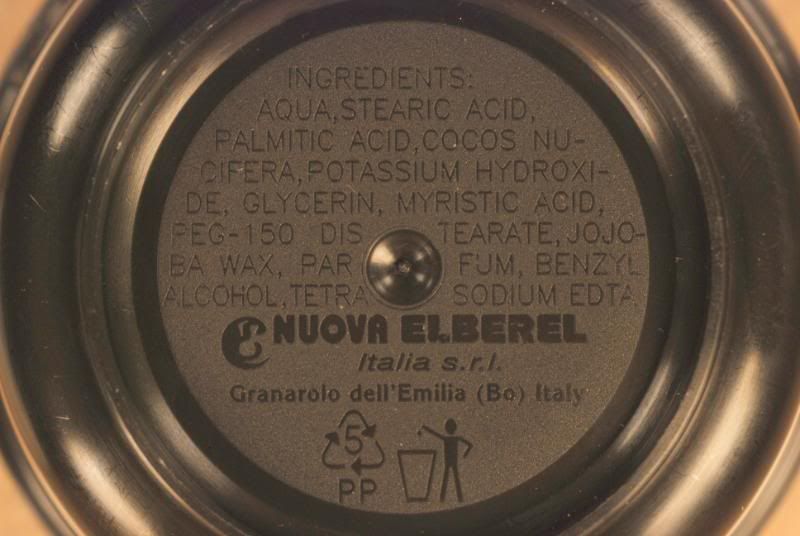 INGREDIENTS:
AQUA,STEARIC ACID,
PALMITIC ACID,COCOS NU-
CIFERA,POTASSIUM HYDROXI-
DE, GLYCERIN, MYRISTIC ACID,
PEG-150 DIS TEARATE,JOJO-
BA WAX, PAR FUM, BENZYL
ALCOHOL,TETRA SODIUM EDTA
NUOVA ELBEREL
Italia s.r.l.
Granarolo dell'Emilia (Bo) Italy
5
PP